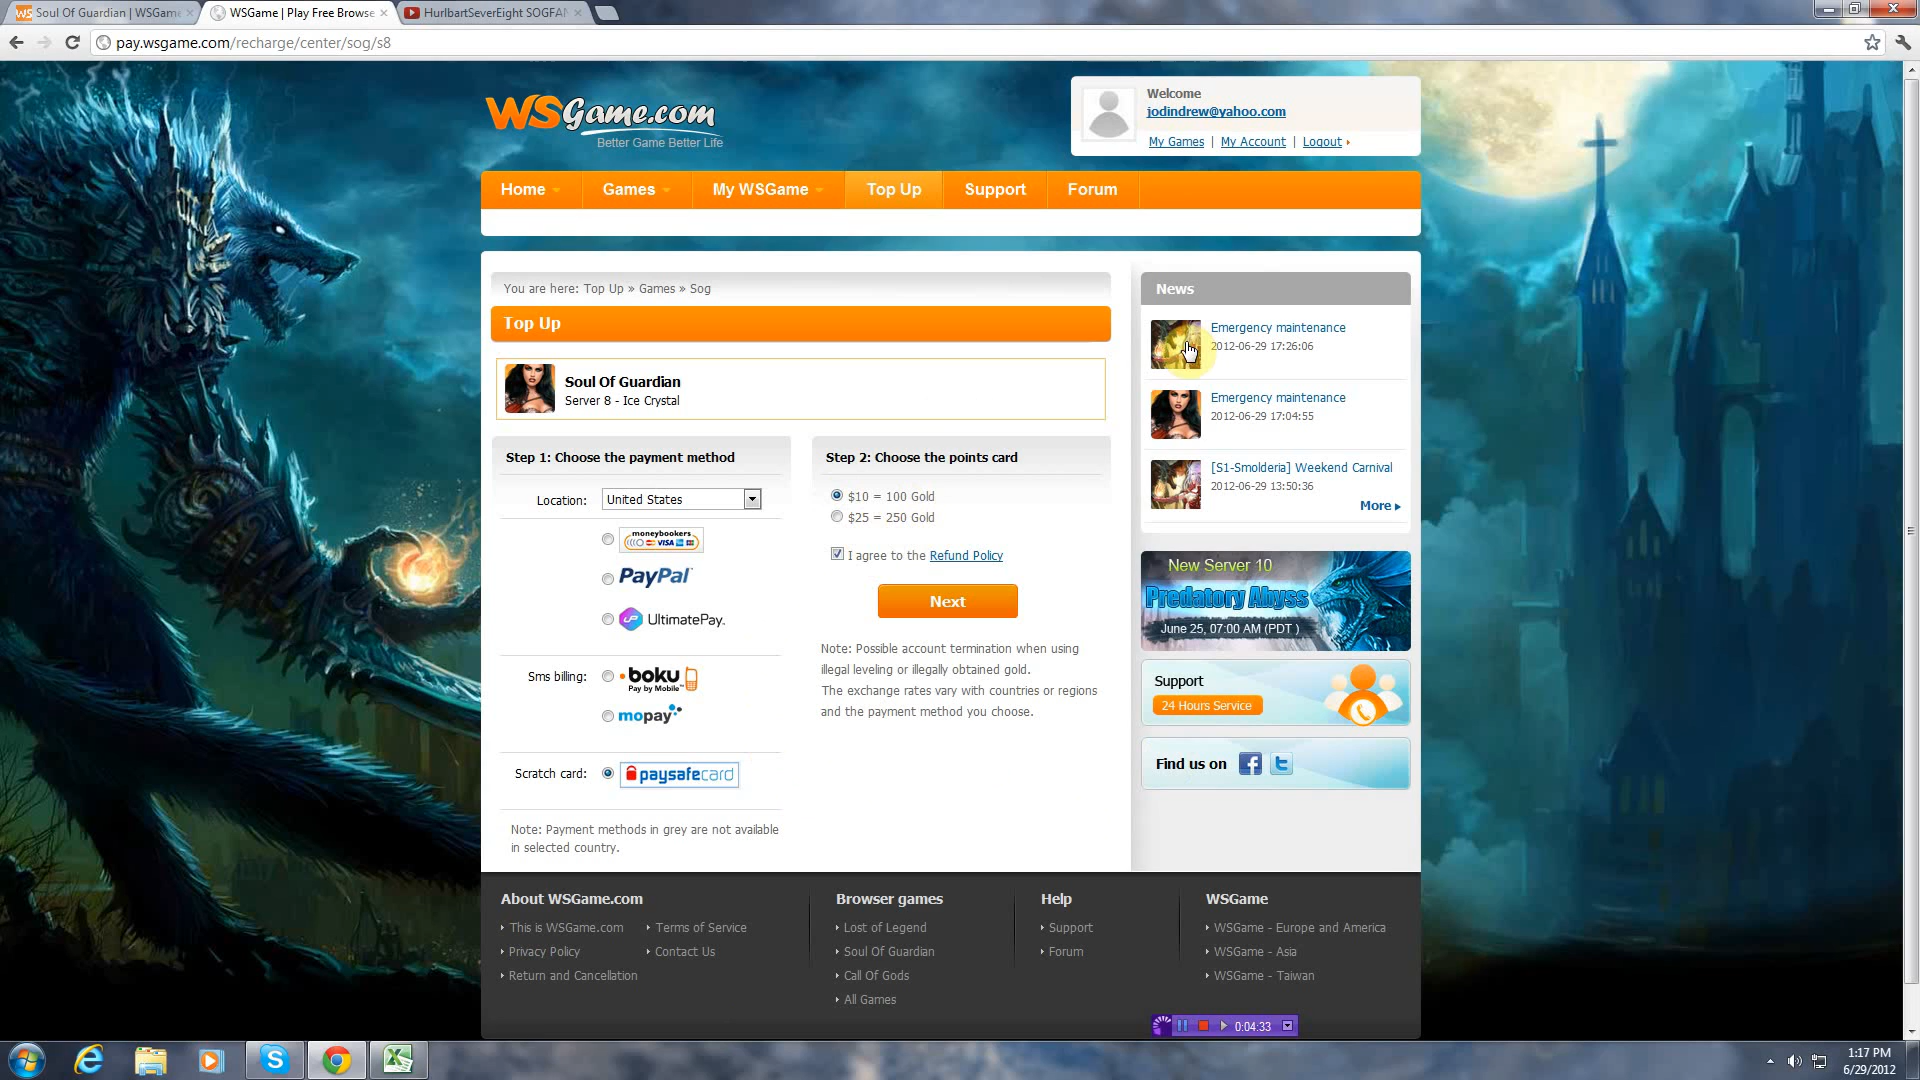 Soul Of Guardian | WSGame
WSGame | Play Free Browse
HurlbartSeverEight SOGFAN
pay.wsgame.com/recharge/center/sog/s8
WSGame.com
Better Game Better Life
Welcome
jodindrew@yahoo.com
My Games | My Account | Logout
Home
Games
My WSGame
Top Up
Support
Forum
You are here: Top Up » Games » Sog
Top Up
Soul Of Guardian
Server 8 - Ice Crystal
Step 1: Choose the payment method
Location: United States
moneybookers
VISA
PayPal
UP UltimatePay.
Sms billing: boku
Pay by Mobile™
mopay
Scratch card: paysafecard
Note: Payment methods in grey are not available
in selected country.
Step 2: Choose the points card
$10 = 100 Gold
$25 = 250 Gold
I agree to the Refund Policy
Next
Note: Possible account termination when using
illegal leveling or illegally obtained gold.
The exchange rates vary with countries or regions
and the payment method you choose.
News
Emergency maintenance
2012-06-29 17:26:06
Emergency maintenance
2012-06-29 17:04:55
[S1-Smolderia] Weekend Carnival
2012-06-29 13:50:36
More
New Server 10
Predatory Abyss
June 25, 07:00 AM (PDT )
Support
24 Hours Service
Find us on
About WSGame.com
This is WSGame.com
Terms of Service
Privacy Policy
Contact Us
Return and Cancellation
Browser games
Lost of Legend
Soul Of Guardian
Call Of Gods
All Games
Help
Support
Forum
WSGame
WSGame - Europe and America
WSGame - Asia
WSGame - Taiwan
0:04:33
1:17 PM
6/29/2012